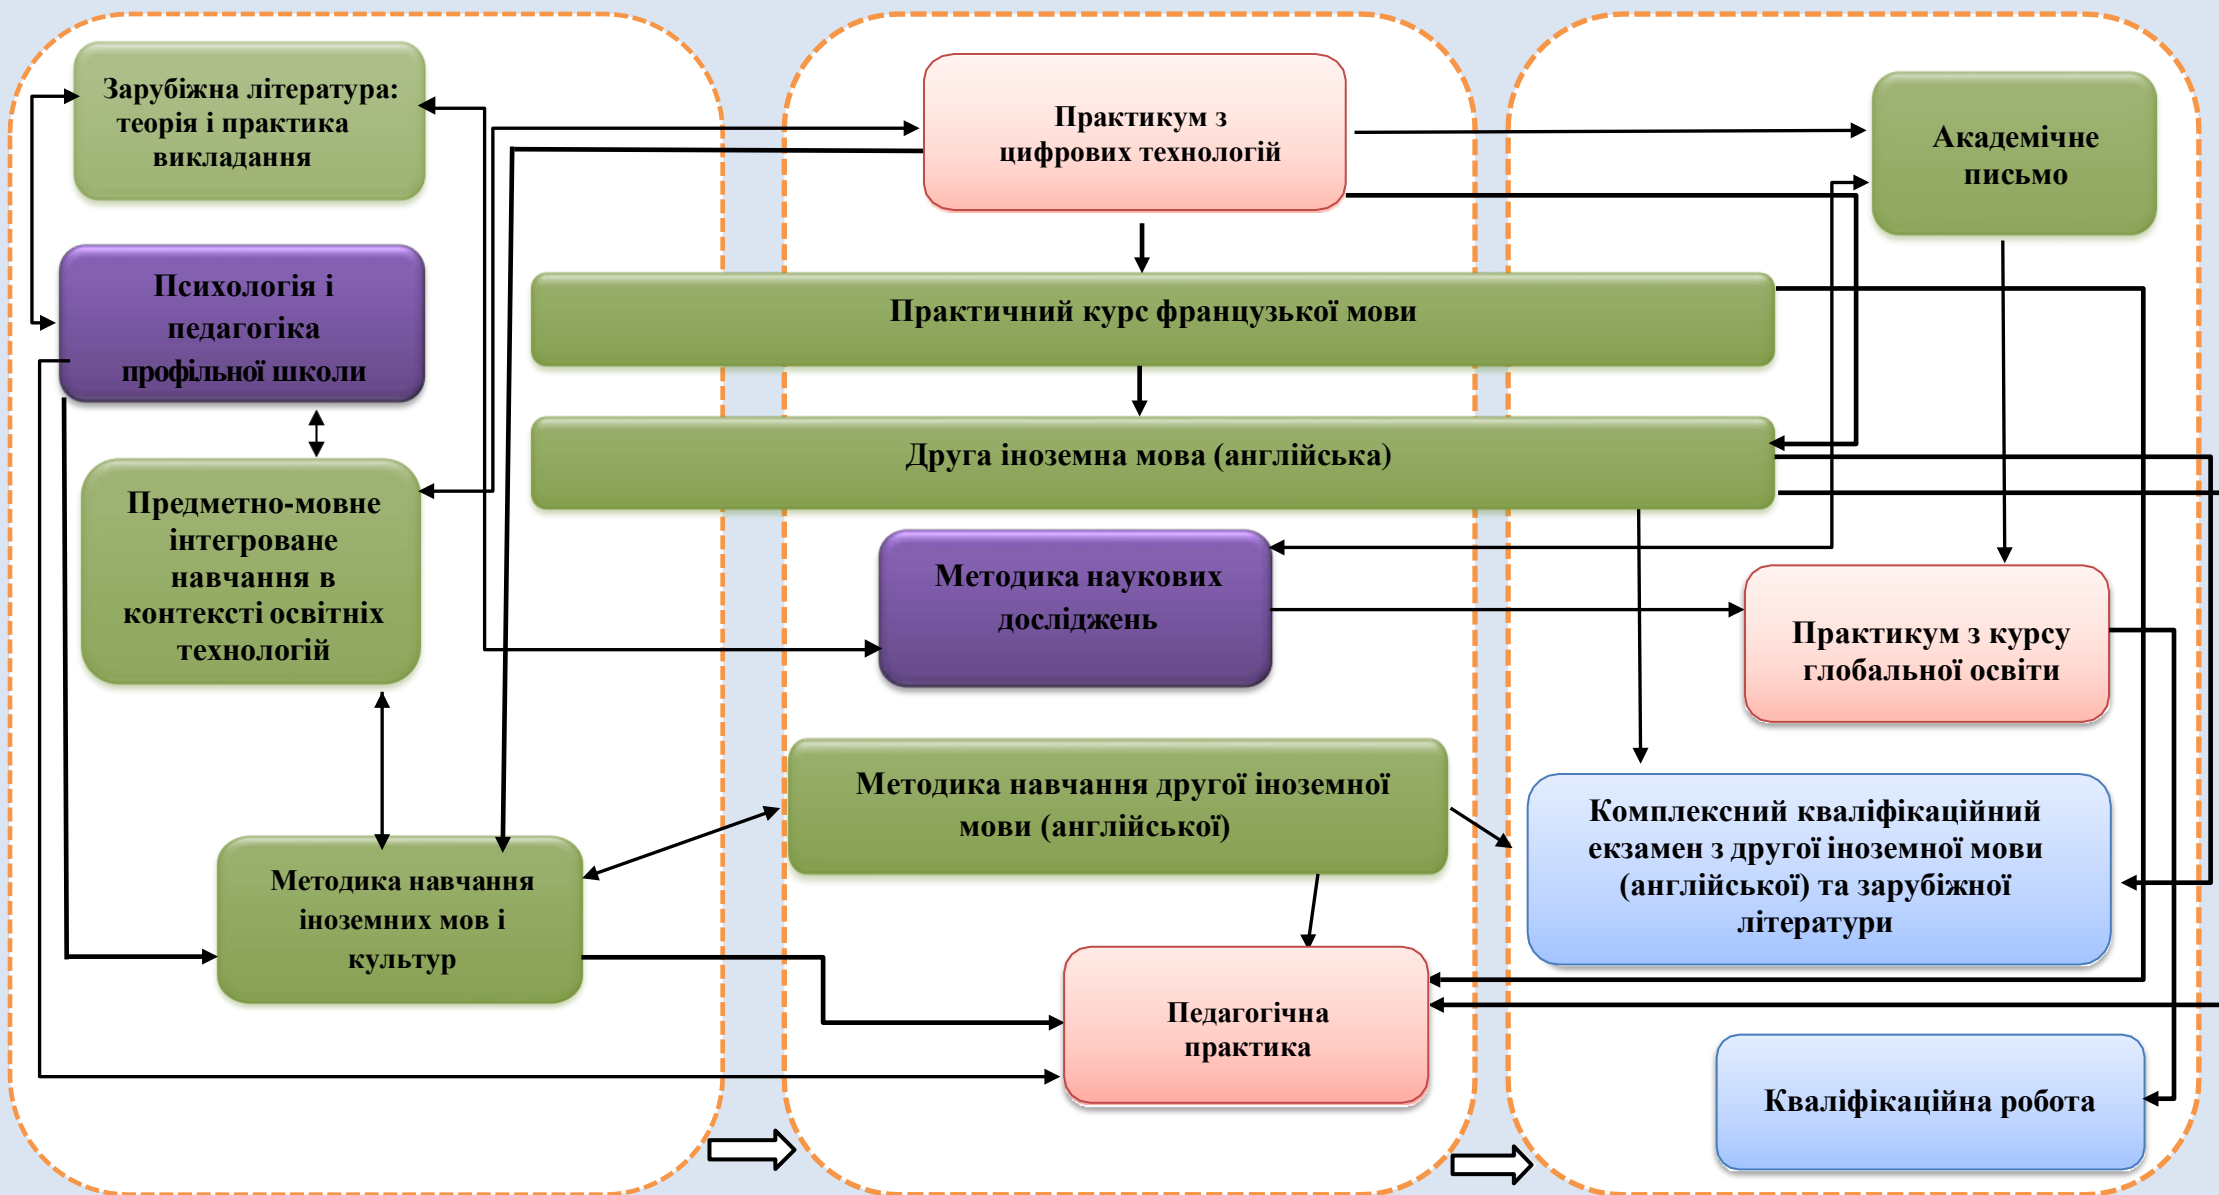 Зарубіжна література:
теорія і практика
викладання
Психологія і
педагогіка
профільної школи
Предметно-мовне
інтегроване
навчання в
контексті освітніх
технологій
Методика навчання
іноземних мов і
культур
Практикум з
цифрових технологій
Практичний курс французької мови
Друга іноземна мова (англійська)
Методика наукових
досліджень
Методика навчання другої іноземної
мови (англійської)
Педагогічна
практика
Академічне
письмо
Практикум з курсу
глобальної освіти
Комплексний кваліфікаційний
екзамен з другої іноземної мови
(англійської) та зарубіжної
літератури
Кваліфікаційна робота